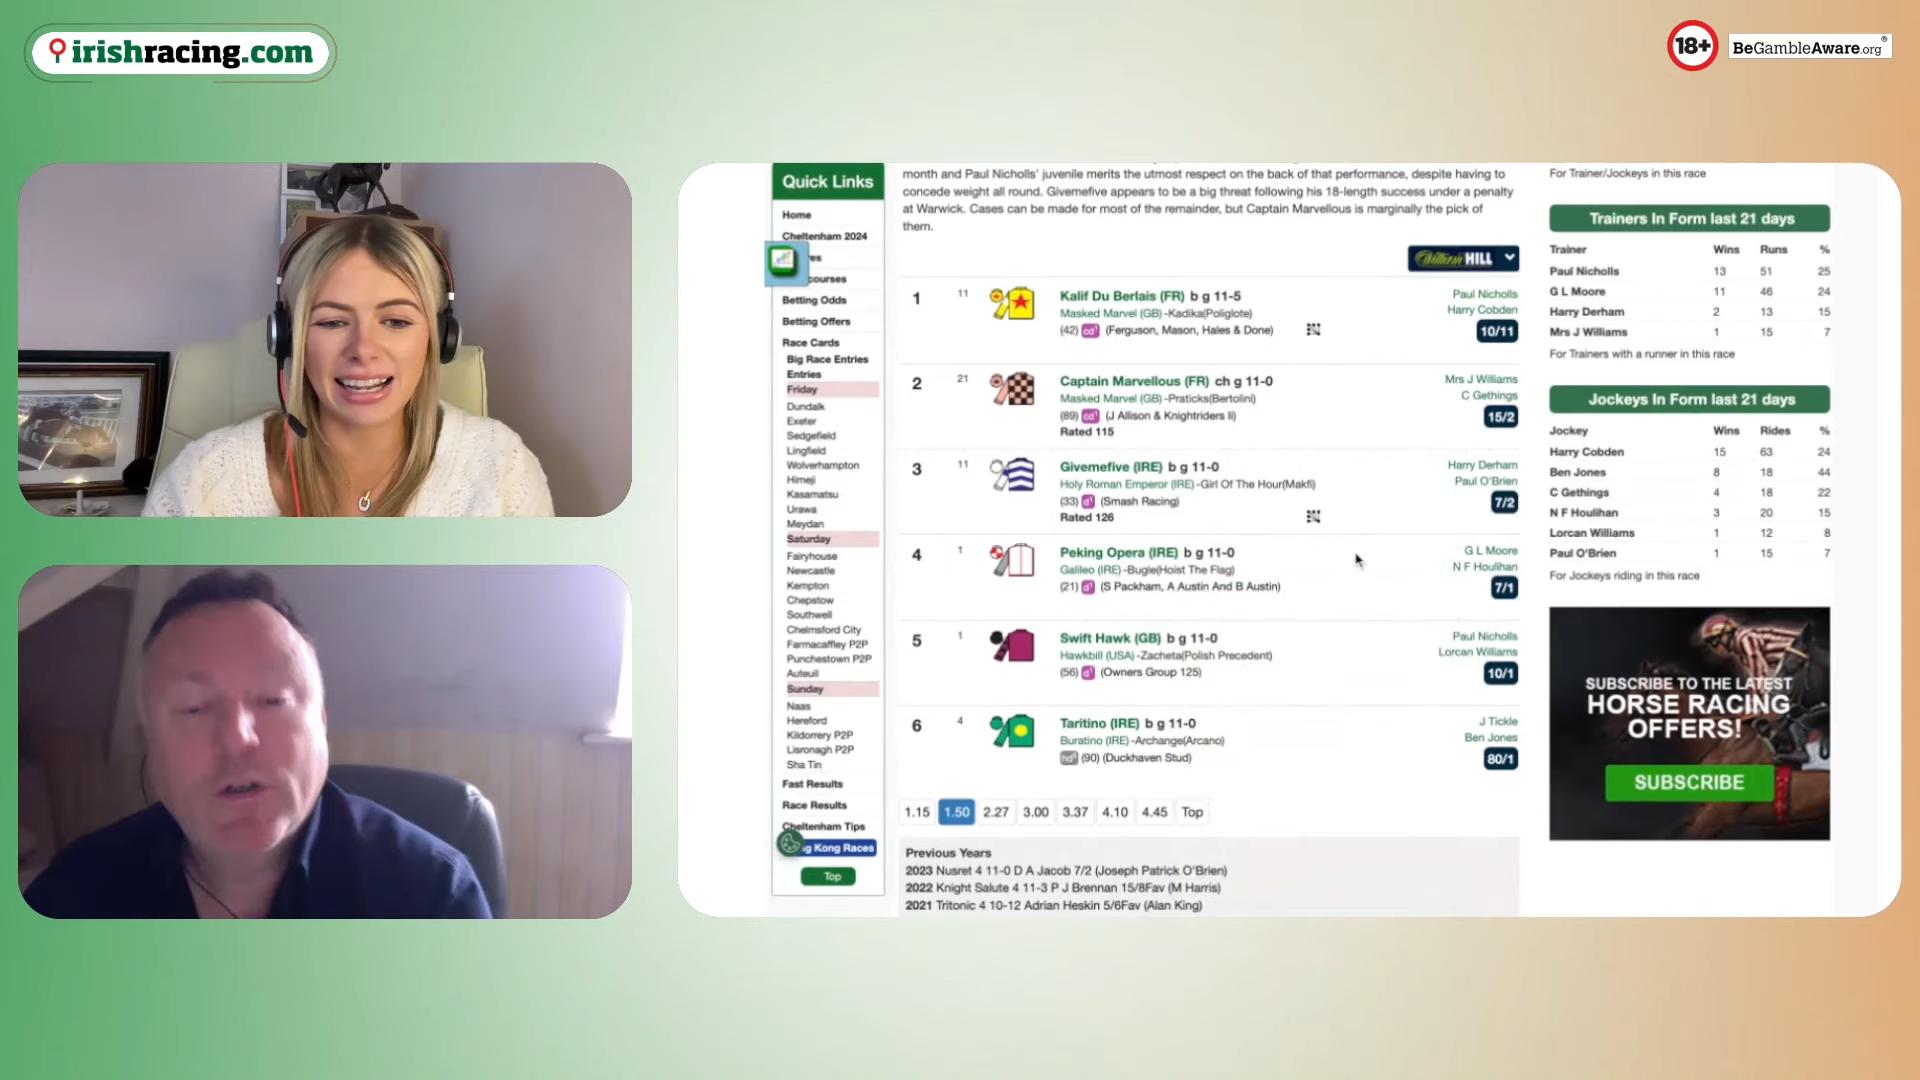 irishracing.com
18+
BeGambleAware.org®
Quick Links
Home
Cheltenham 2024
res
courses
Betting Odds
Betting Offers
Race Cards
Big Race Entries
Entries
Friday
Dundalk
Exeter
Sedgefield
Lingfield
Wolverhampton
Himeji
Kasamatsu
Urawa
Meydan
Saturday
Fairyhouse
Newcastle
Kempton
Chepstow
Southwell
Chelmsford City
Farmacaffley P2P
Punchestown P2P
Auteuil
Sunday
Naas
Hereford
Kildorrery P2P
Lisronagh P2P
Sha Tin
Fast Results
Race Results
Cheltenham Tips
g Kong Races
Top
month and Paul Nicholls' juvenile merits the utmost respect on the back of that performance, despite having to
concede weight all round. Givemefive appears to be a big threat following his 18-length success under a penalty
at Warwick. Cases can be made for most of the remainder, but Captain Marvellous is marginally the pick of
them.
William HILL
1 11 Kalif Du Berlais (FR) b g 11-5 Paul Nicholls
Masked Marvel (GB) -Kadika(Poliglote) Harry Cobden
(42) cd1 (Ferguson, Mason, Hales & Done) 10/11
2 21 Captain Marvellous (FR) ch g 11-0 Mrs J Williams
Masked Marvel (GB) -Praticks(Bertolini) C Gethings
(89) cd1 (J Allison & Knightriders Ii) 15/2
Rated 115
3 11 Givemefive (IRE) b g 11-0 Harry Derham
Holy Roman Emperor (IRE) -Girl Of The Hour(Makfi) Paul O'Brien
(33) d1 (Smash Racing) 7/2
Rated 126
4 1 Peking Opera (IRE) b g 11-0 G L Moore
Galileo (IRE) -Bugle(Hoist The Flag) N F Houlihan
(21) d1 (S Packham, A Austin And B Austin) 7/1
5 1 Swift Hawk (GB) b g 11-0 Paul Nicholls
Hawkbill (USA) -Zacheta(Polish Precedent) Lorcan Williams
(56) d1 (Owners Group 125) 10/1
6 4 Taritino (IRE) b g 11-0 J Tickle
Buratino (IRE) -Archange(Arcano) Ben Jones
(90) (Duckhaven Stud) 80/1
1.15 1.50 2.27 3.00 3.37 4.10 4.45 Top
Previous Years
2023 Nusret 4 11-0 D A Jacob 7/2 (Joseph Patrick O'Brien)
2022 Knight Salute 4 11-3 P J Brennan 15/8Fav (M Harris)
2021 Tritonic 4 10-12 Adrian Heskin 5/6Fav (Alan King)
For Trainer/Jockeys in this race
Trainers In Form last 21 days
Trainer Wins Runs %
Paul Nicholls 13 51 25
G L Moore 11 46 24
Harry Derham 2 13 15
Mrs J Williams 1 15 7
For Trainers with a runner in this race
Jockeys In Form last 21 days
Jockey Wins Rides %
Harry Cobden 15 63 24
Ben Jones 8 18 44
C Gethings 4 18 22
N F Houlihan 3 20 15
Lorcan Williams 1 12 8
Paul O'Brien 1 15 7
For Jockeys riding in this race
SUBSCRIBE TO THE LATEST
HORSE RACING
OFFERS!
SUBSCRIBE